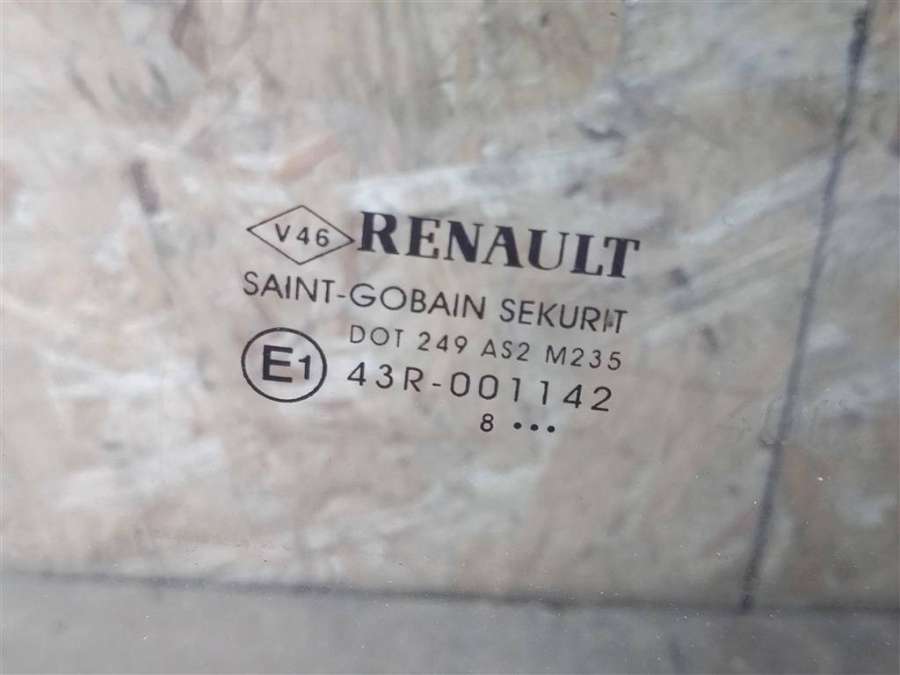 V46 RENAULT
SAINT-GOBAIN SEKURIT
DOT 249 AS2 M235
E1 43R-001142
8 •••